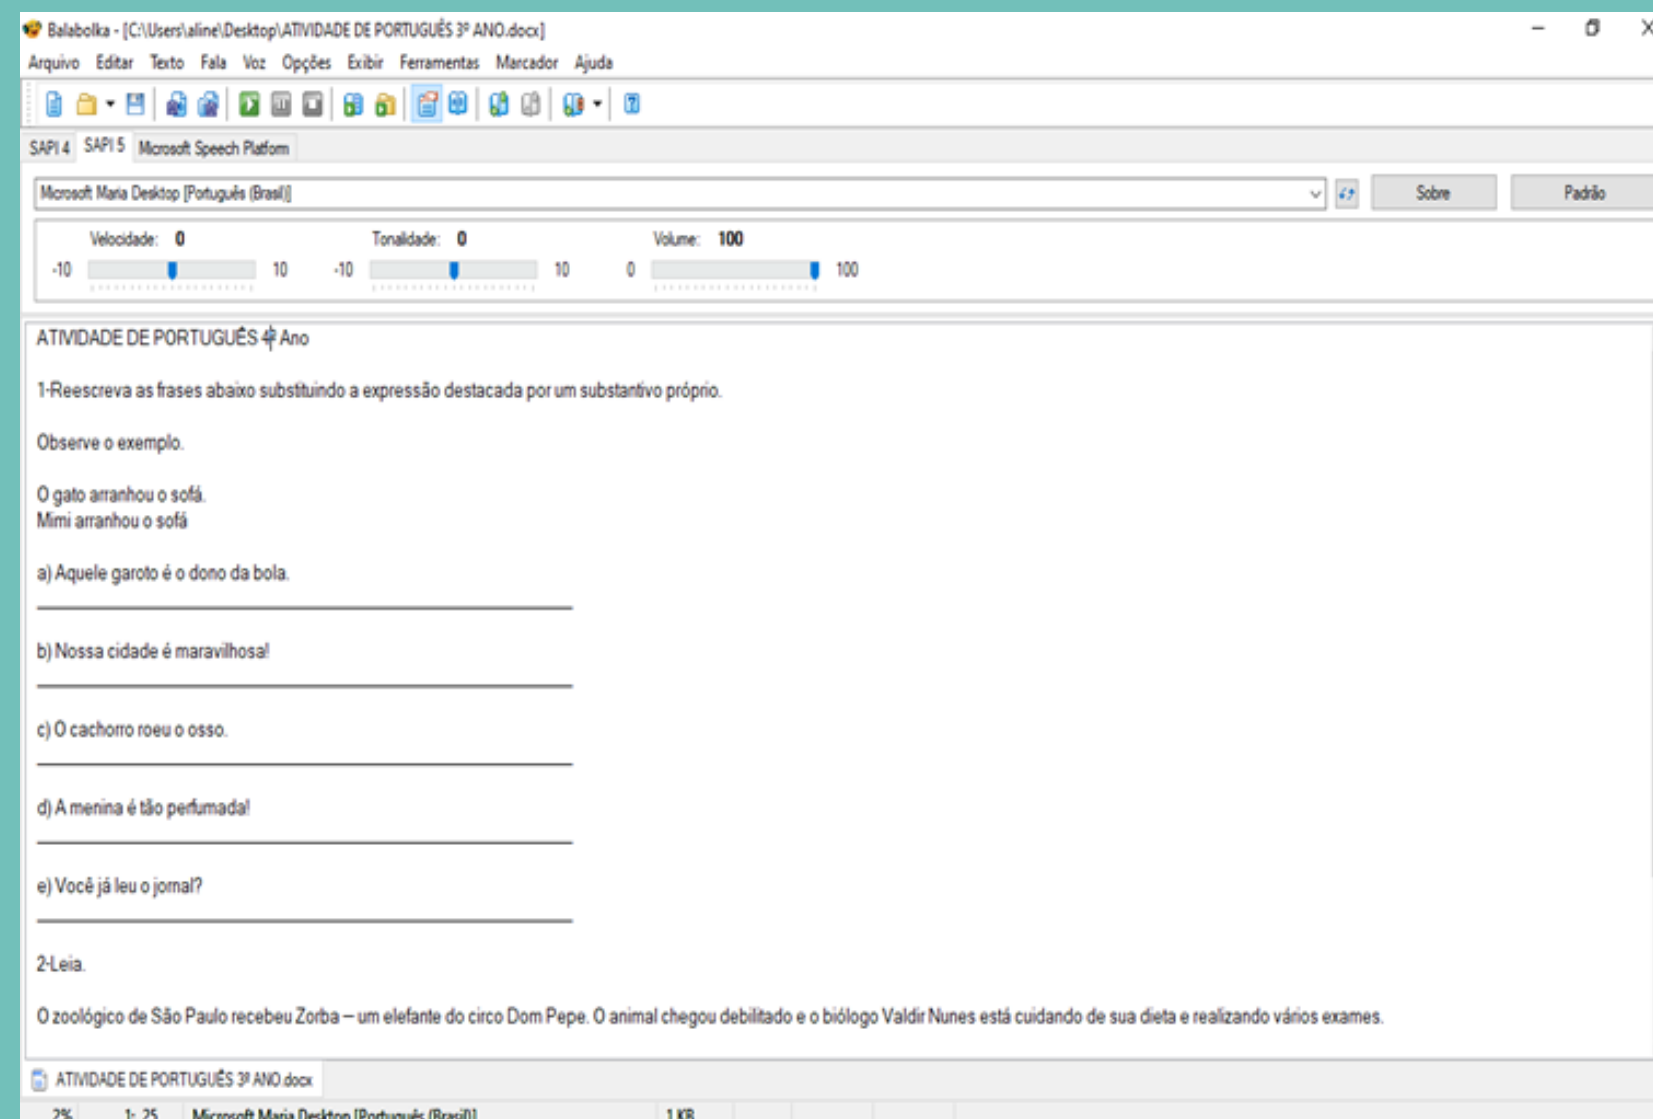 Balabolka - [C:\Users\aline\Desktop\ATIVIDADE DE PORTUGUÊS 3º ANO.docx]
Arquivo Editar Texto Fala Voz Opções Exibir Ferramentas Marcador Ajuda
SAPI 4 SAPI 5 Microsoft Speech Platform
Microsoft Maria Desktop [Português (Brasil)] Sobre Padrão
Velocidade: 0 Tonalidade: 0 Volume: 100
-10 10 -10 10 0 100
ATIVIDADE DE PORTUGUÊS 4º Ano
1-Reescreva as frases abaixo substituindo a expressão destacada por um substantivo próprio.
Observe o exemplo.
O gato arranhou o sofá.
Mimi arranhou o sofá
a) Aquele garoto é o dono da bola.
b) Nossa cidade é maravilhosa!
c) O cachorro roeu o osso.
d) A menina é tão perfumada!
e) Você já leu o jornal?
2-Leia.
O zoológico de São Paulo recebeu Zorba – um elefante do circo Dom Pepe. O animal chegou debilitado e o biólogo Valdir Nunes está cuidando de sua dieta e realizando vários exames.
ATIVIDADE DE PORTUGUÊS 3º ANO.docx
2% 1: 25 Microsoft Maria Desktop [Português (Brasil)] 1 KB